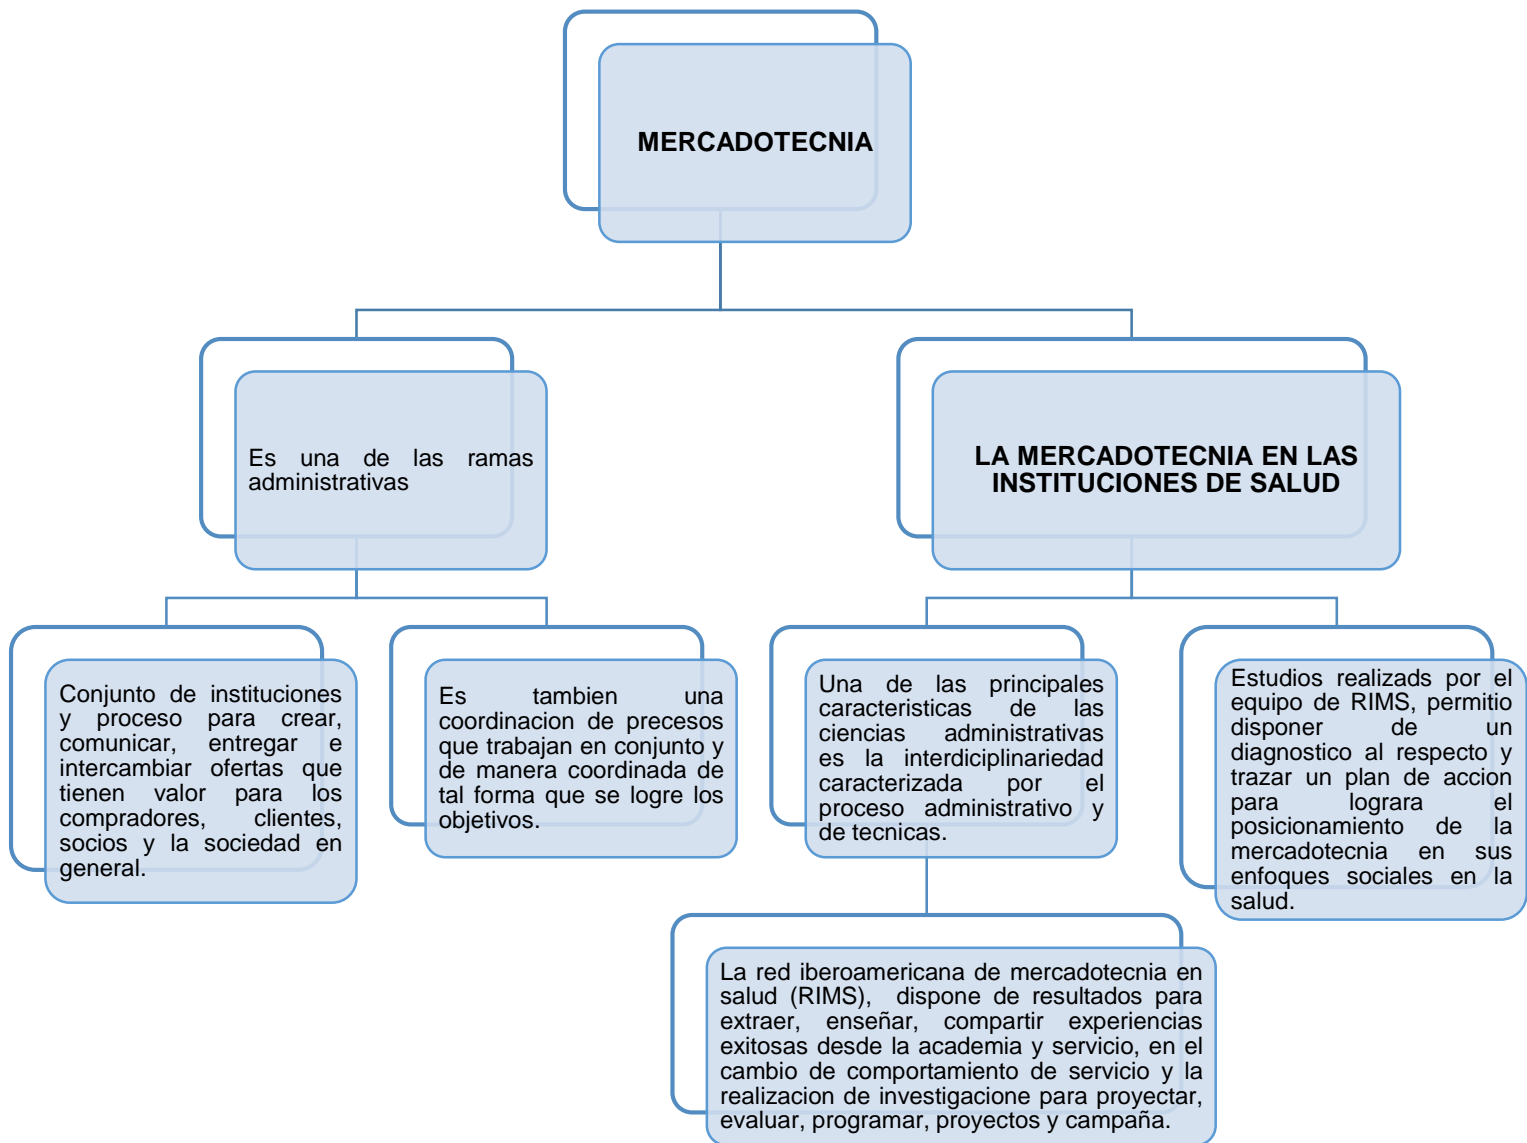 MERCADOTECNIA
Es una de las ramas
administrativas
LA MERCADOTECNIA EN LAS
INSTITUCIONES DE SALUD
Conjunto de instituciones
y proceso para crear,
comunicar, entregar e
intercambiar ofertas que
tienen valor para los
compradores, clientes,
socios y la sociedad en
general.
Es tambien una
coordinacion de precesos
que trabajan en conjunto y
de manera coordinada de
tal forma que se logre los
objetivos.
Una de las principales
caracteristicas de las
ciencias administrativas
es la interdiciplinariedad
caracterizada por el
proceso administrativo y
de tecnicas.
Estudios realizads por el
equipo de RIMS, permitio
disponer de un
diagnostico al respecto y
trazar un plan de accion
para lograra el
posicionamiento de la
mercadotecnia en sus
enfoques sociales en la
salud.
La red iberoamericana de mercadotecnia en
salud (RIMS), dispone de resultados para
extraer, enseñar, compartir experiencias
exitosas desde la academia y servicio, en el
cambio de comportamiento de servicio y la
realizacion de investigacione para proyectar,
evaluar, programar, proyectos y campaña.